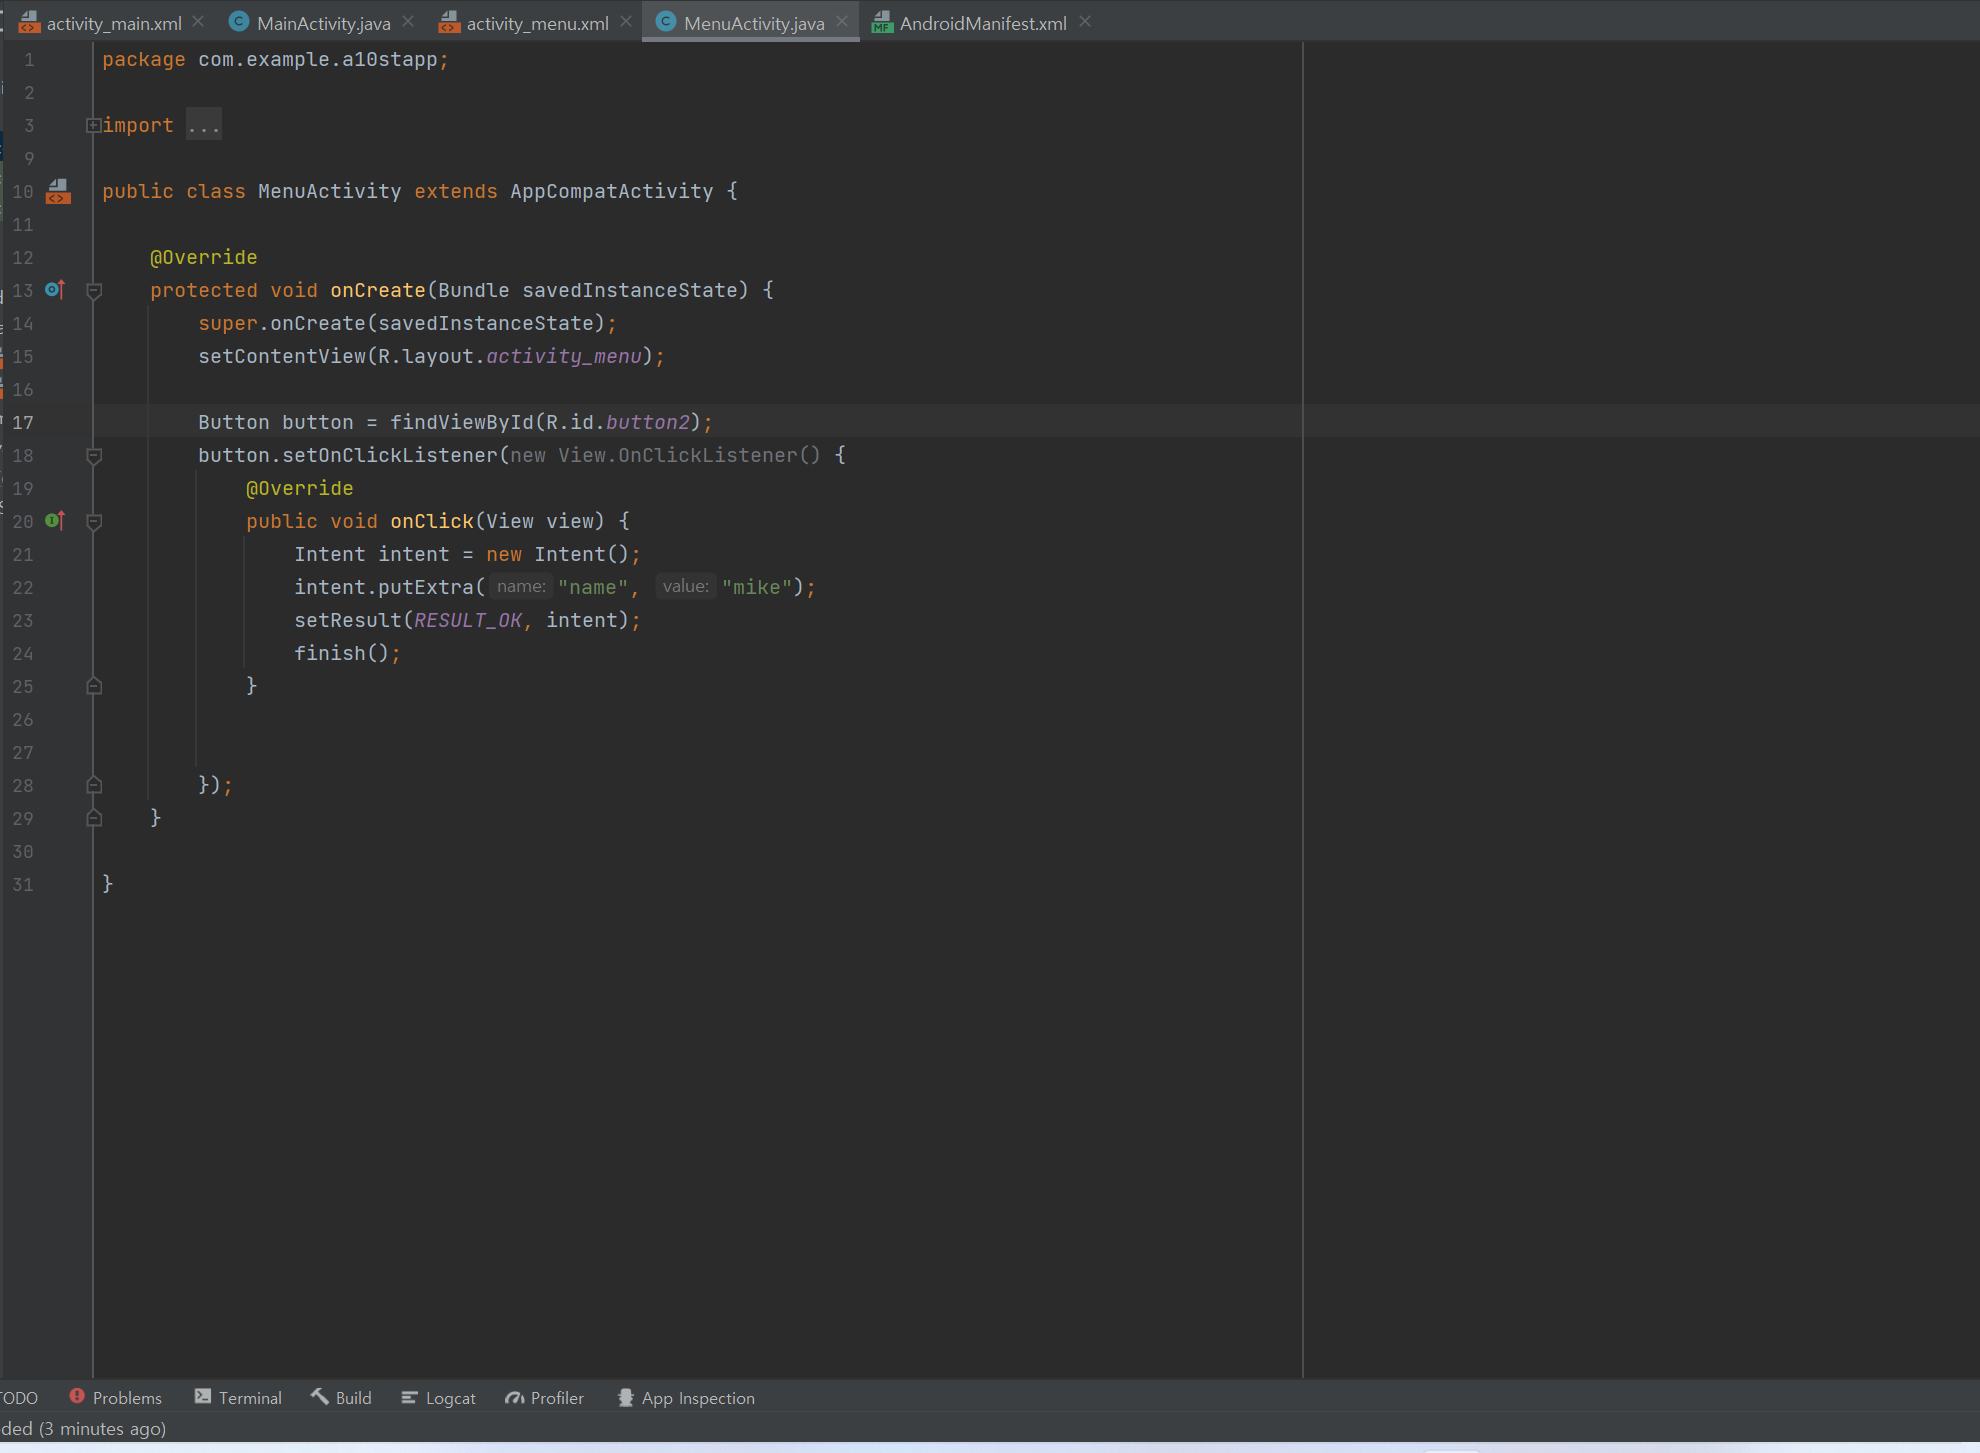 activity_main.xml MainActivity.java activity_menu.xml MenuActivity.java AndroidManifest.xml
1 package com.example.a10stapp;
2
3 import ...
9
10 public class MenuActivity extends AppCompatActivity {
11
12 @Override
13 protected void onCreate(Bundle savedInstanceState) {
14 super.onCreate(savedInstanceState);
15 setContentView(R.layout.activity_menu);
16
17 Button button = findViewById(R.id.button2);
18 button.setOnClickListener(new View.OnClickListener() {
19 @Override
20 public void onClick(View view) {
21 Intent intent = new Intent();
22 intent.putExtra( name: "name", value: "mike");
23 setResult(RESULT_OK, intent);
24 finish();
25 }
26
27
28 });
29 }
30
31 }
TODO Problems Terminal Build Logcat Profiler App Inspection
ded (3 minutes ago)